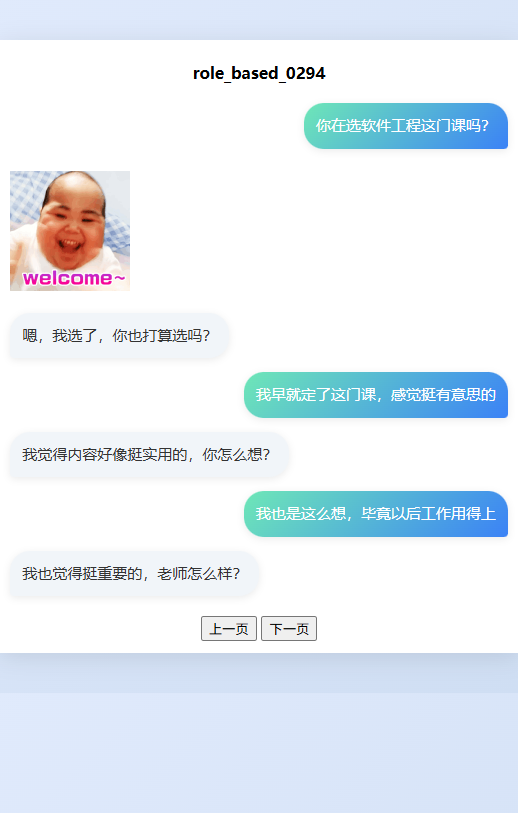 role_based_0294
你在选软件工程这门课吗？
welcome~
嗯，我选了，你也打算选吗？
我早就定了这门课，感觉挺有意思的
我觉得内容好像挺实用的，你怎么想？
我也是这么想，毕竟以后工作用得上
我也觉得挺重要的，老师怎么样？
上一页 下一页